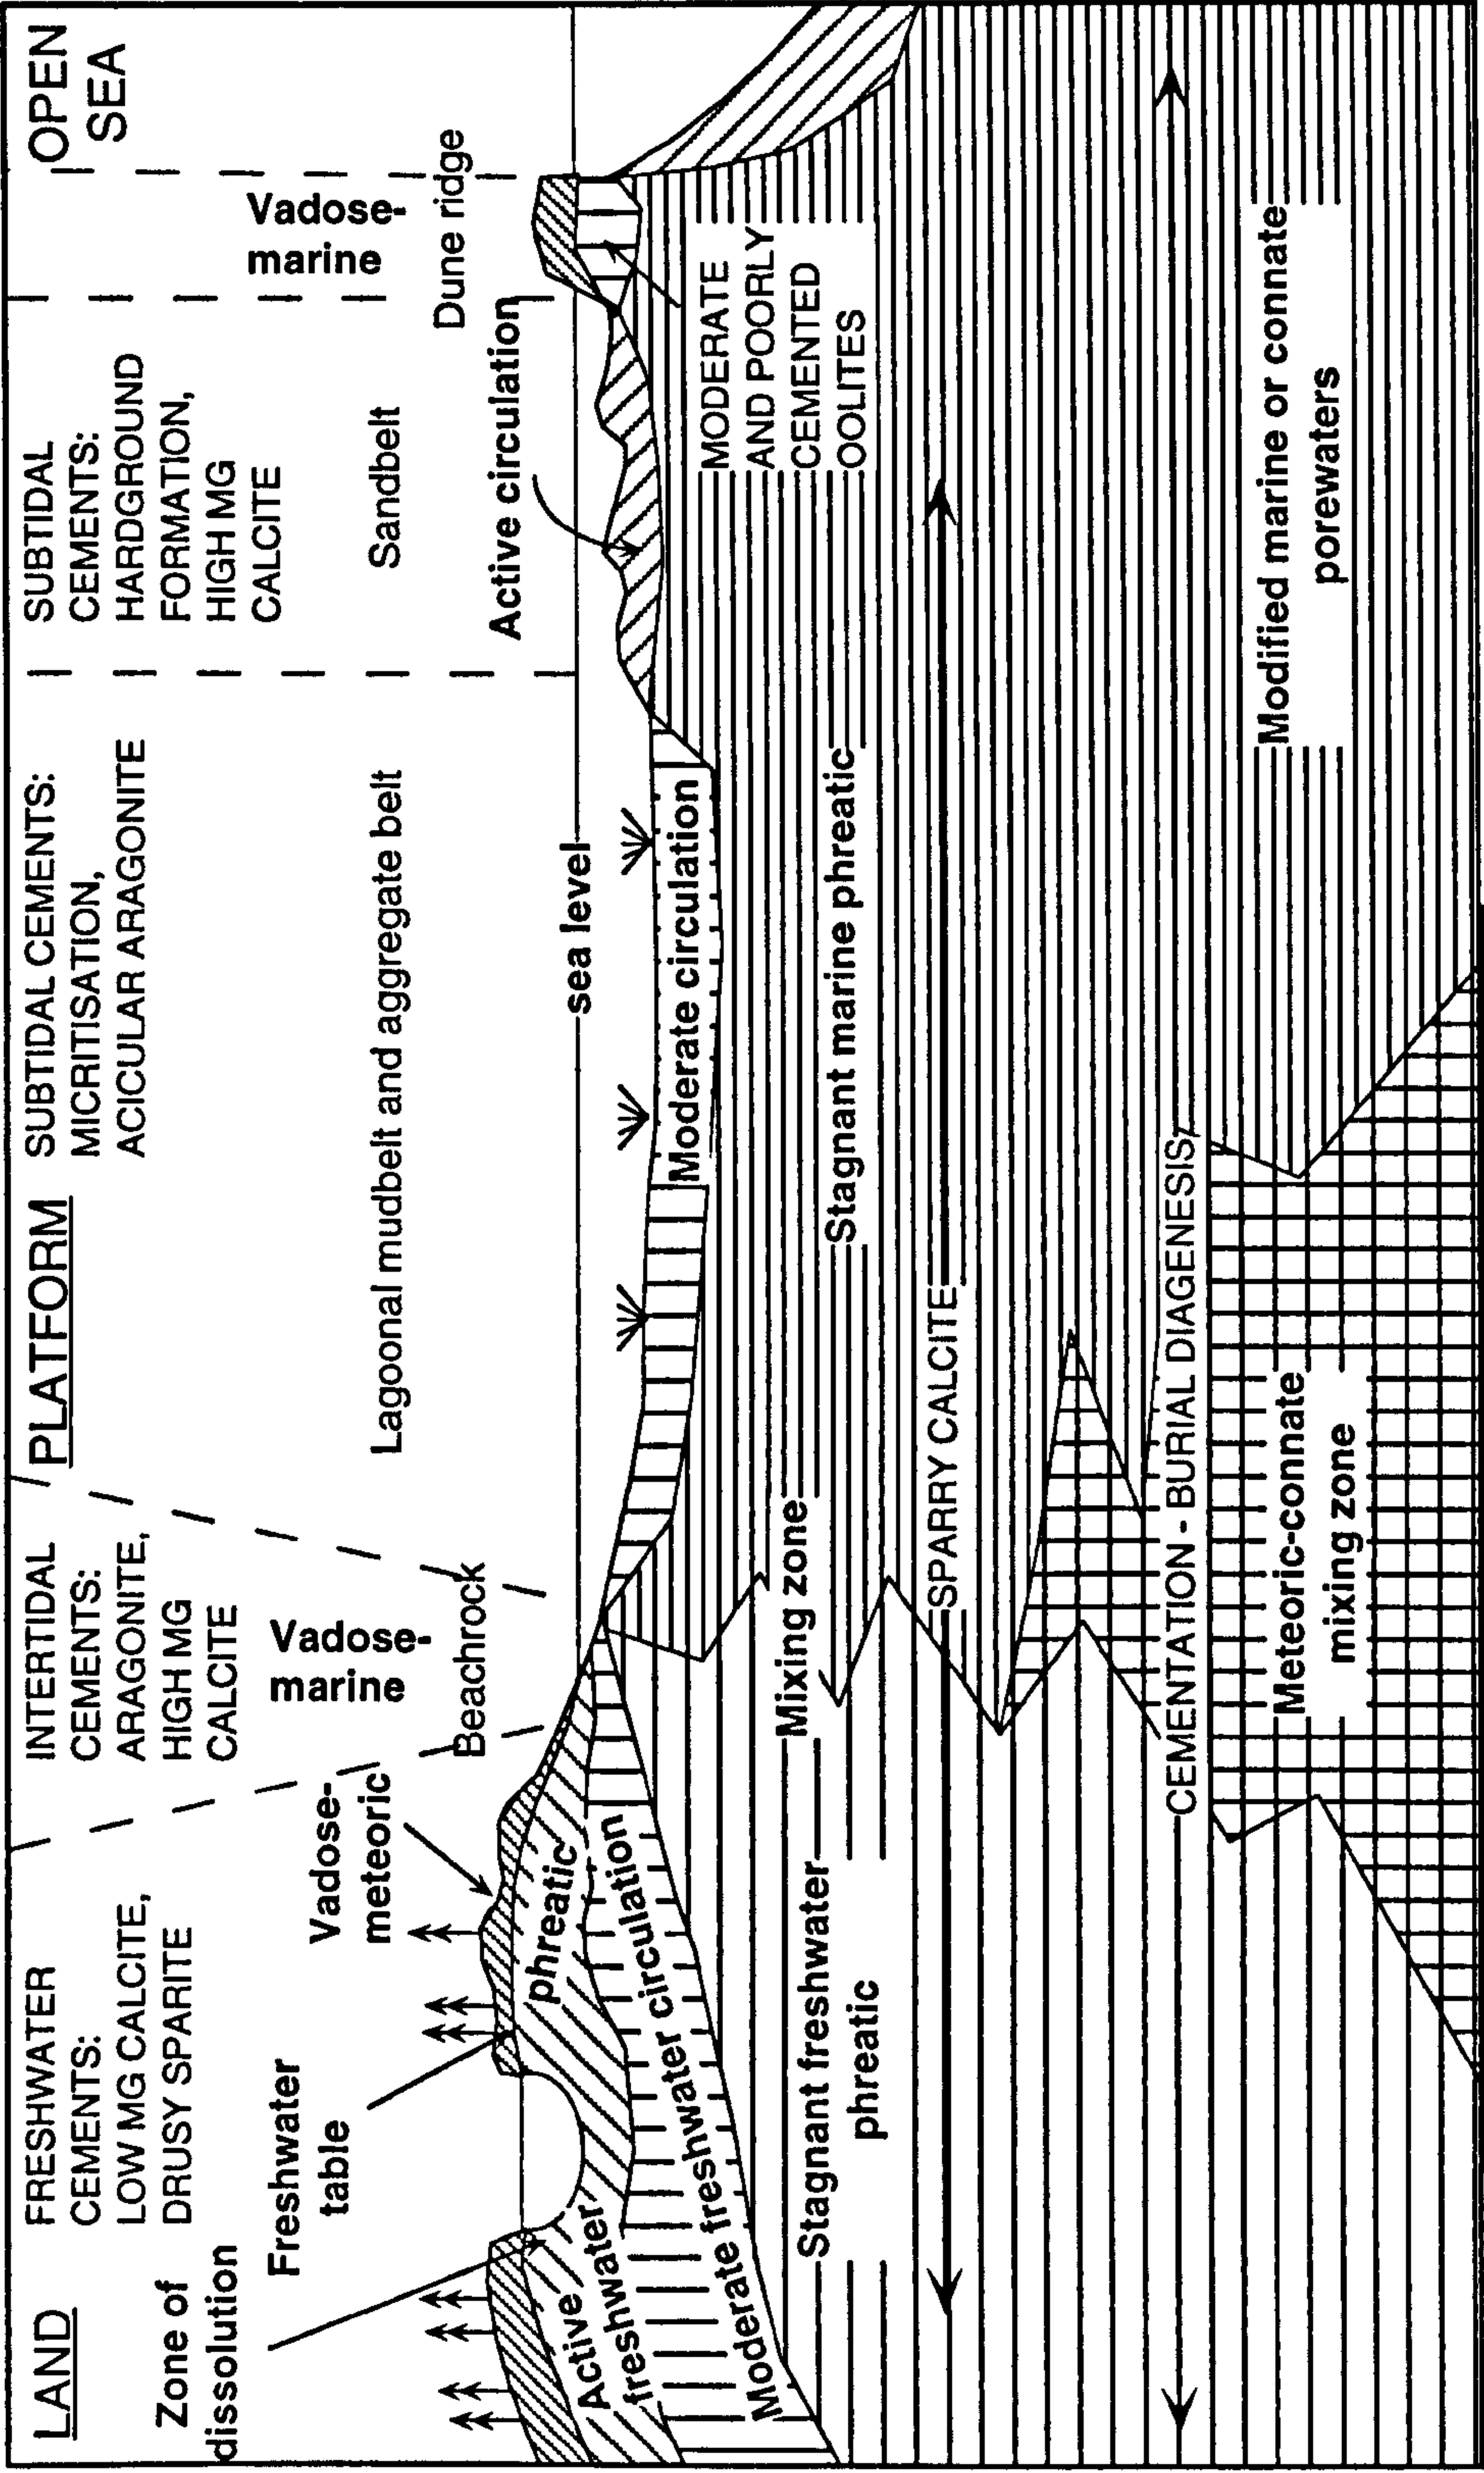 LAND
FRESHWATER
CEMENTS:
LOW MG CALCITE,
DRUSY SPARITE
INTERTIDAL
CEMENTS:
ARAGONITE,
HIGH MG
CALCITE
PLATFORM
SUBTIDAL CEMENTS:
MICRITISATION,
ACICULAR ARAGONITE
SUBTIDAL
CEMENTS:
HARDGROUND
FORMATION,
HIGH MG
CALCITE
OPEN
SEA
Zone of
dissolution
Freshwater
table
Vadose-
meteoric
Vadose-
marine
Beachrock
Lagoonal mudbelt and aggregate belt
Sandbelt
Vadose-
marine
Dune ridge
Active circulation
sea level
Active
freshwater
phreatic
Moderate freshwater circulation
Moderate circulation
MODERATE
AND POORLY
CEMENTED
OOLITES
Stagnant freshwater
phreatic
Mixing zone
Stagnant marine phreatic
SPARRY CALCITE
CEMENTATION - BURIAL DIAGENESIS
Meteoric-connate
mixing zone
Modified marine or connate
porewaters